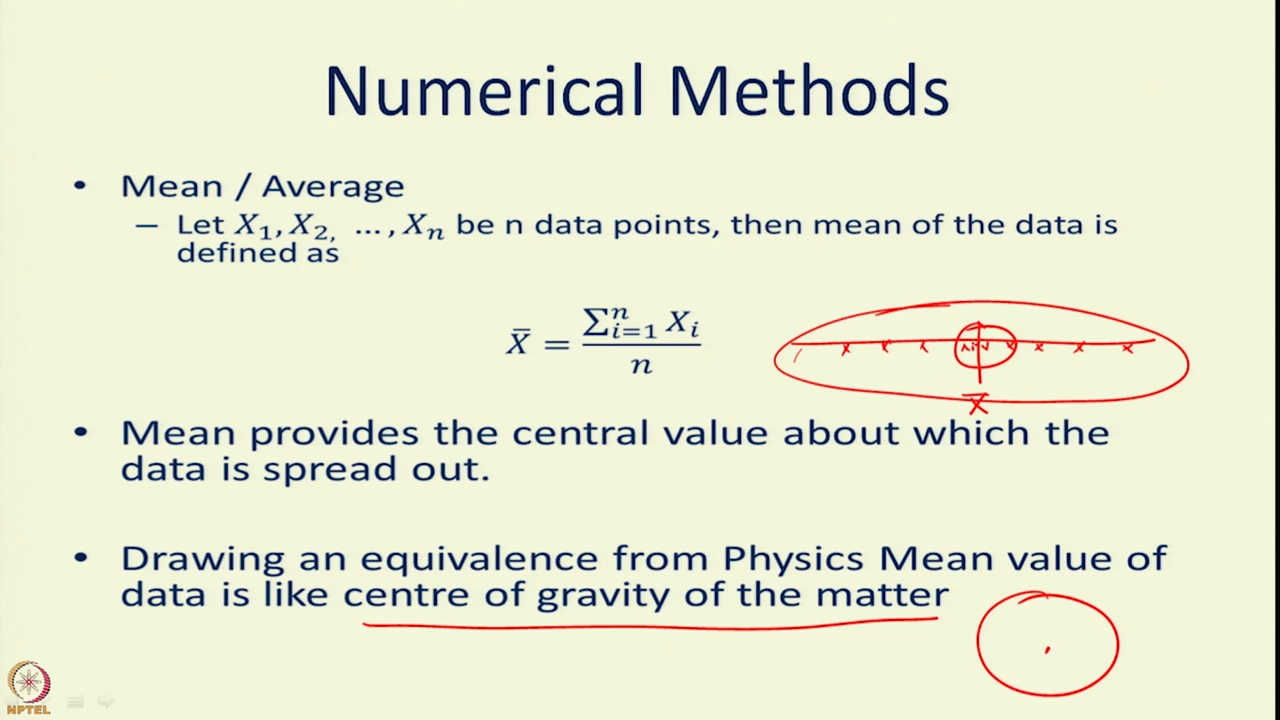 Numerical Methods
• Mean / Average
– Let X₁, X₂, …, Xₙ be n data points, then mean of the data is
defined as
X̄ = ∑ᵢ₌₁ⁿ Xᵢ / n
X̄
• Mean provides the central value about which the
data is spread out.
• Drawing an equivalence from Physics Mean value of
data is like centre of gravity of the matter
NPTEL